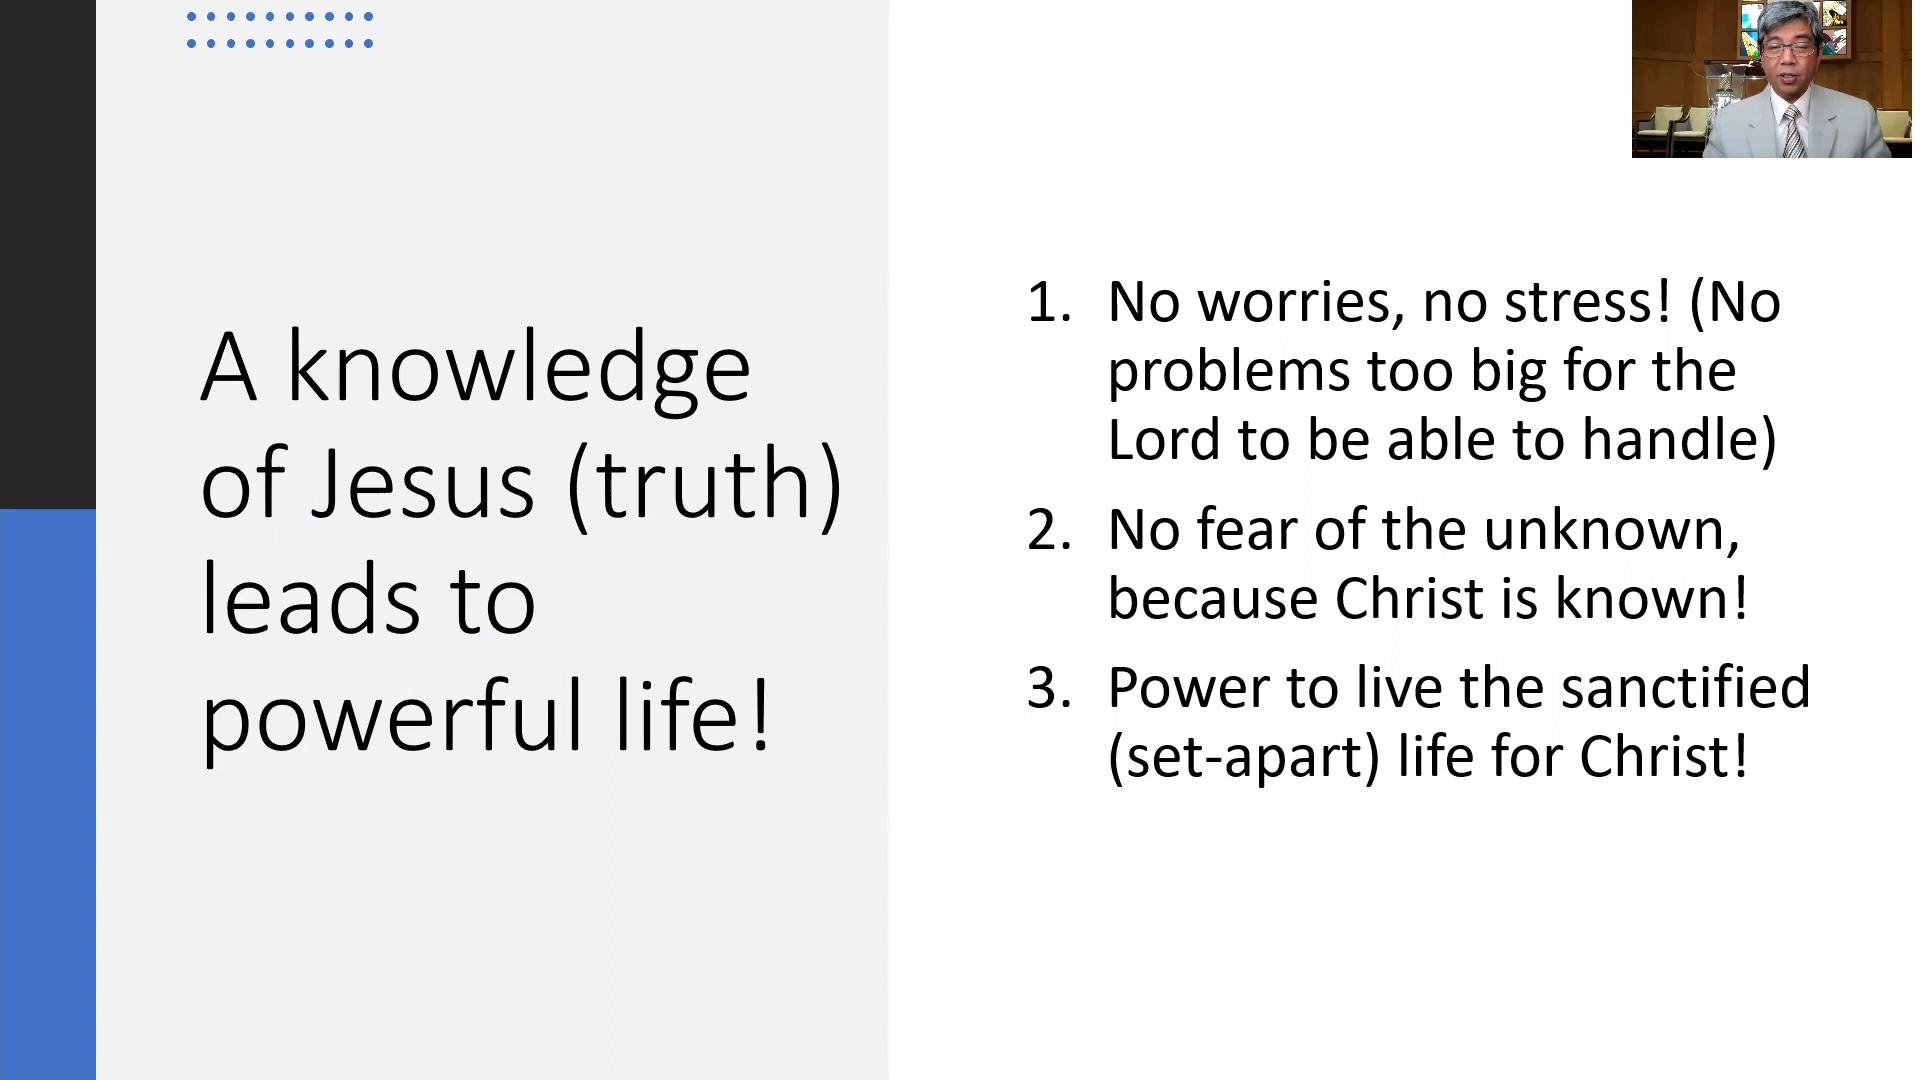 A knowledge
of Jesus (truth)
leads to
powerful life!
1. No worries, no stress! (No
problems too big for the
Lord to be able to handle)
2. No fear of the unknown,
because Christ is known!
3. Power to live the sanctified
(set-apart) life for Christ!